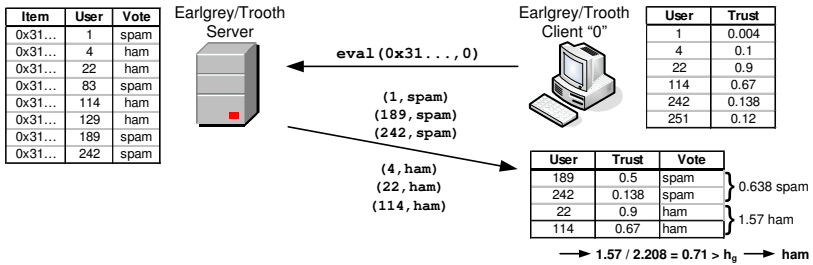 Item User Vote
0x31... 1 spam
0x31... 4 ham
0x31... 22 ham
0x31... 83 spam
0x31... 114 ham
0x31... 129 ham
0x31... 189 spam
0x31... 242 spam
Earlgrey/Trooth
Server
eval(0x31...,0)
(1,spam)
(189,spam)
(242,spam)
(4,ham)
(22,ham)
(114,ham)
Earlgrey/Trooth
Client “0”
User Trust
1 0.004
4 0.1
22 0.9
114 0.67
242 0.138
251 0.12
User Trust Vote
189 0.5 spam
242 0.138 spam
22 0.9 ham
114 0.67 ham
0.638 spam
1.57 ham
1.57 / 2.208 = 0.71 > hg ham